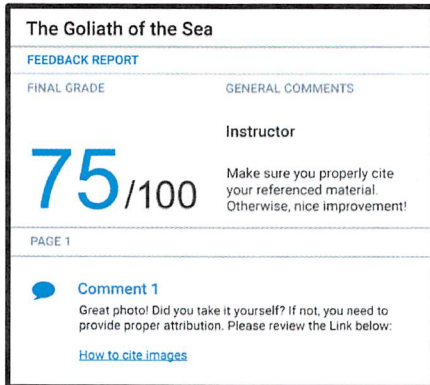 The Goliath of the Sea
FEEDBACK REPORT
FINAL GRADE
GENERAL COMMENTS
75/100
Instructor
Make sure you properly cite
your referenced material.
Otherwise, nice improvement!
PAGE 1
Comment 1
Great photo! Did you take it yourself? If not, you need to
provide proper attribution. Please review the Link below:
How to cite images